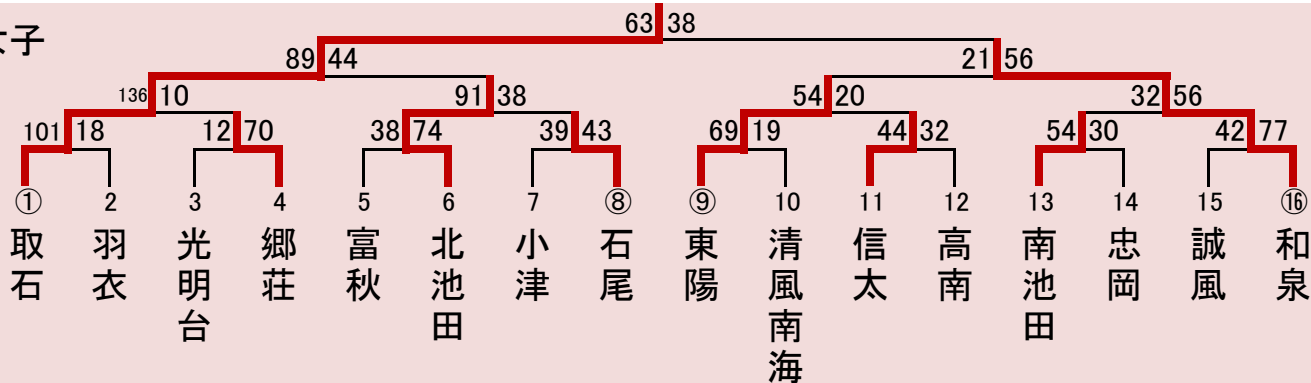 女子
63 38
89 44 21 56
136 10 91 38 54 20 32 56
101 18 12 70 38 74 39 43 69 19 44 32 54 30 42 77
① 2 3 4 5 6 7 ⑧ ⑨ 10 11 12 13 14 15 ⑯
取石
羽衣
光明台
郷荘
富秋
北池田
小津
石尾
東陽
清風南海
信太
高南
南池田
忠岡
誠風
和泉